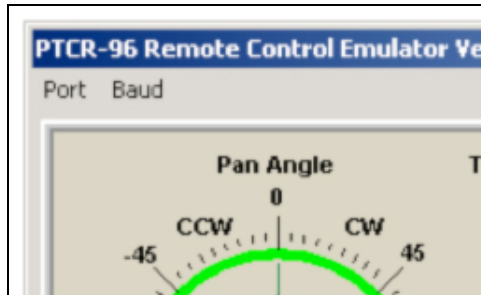 PTCR-96 Remote Control Emulator Ve
Port Baud
Pan Angle T
0
CCW CW
-45 45